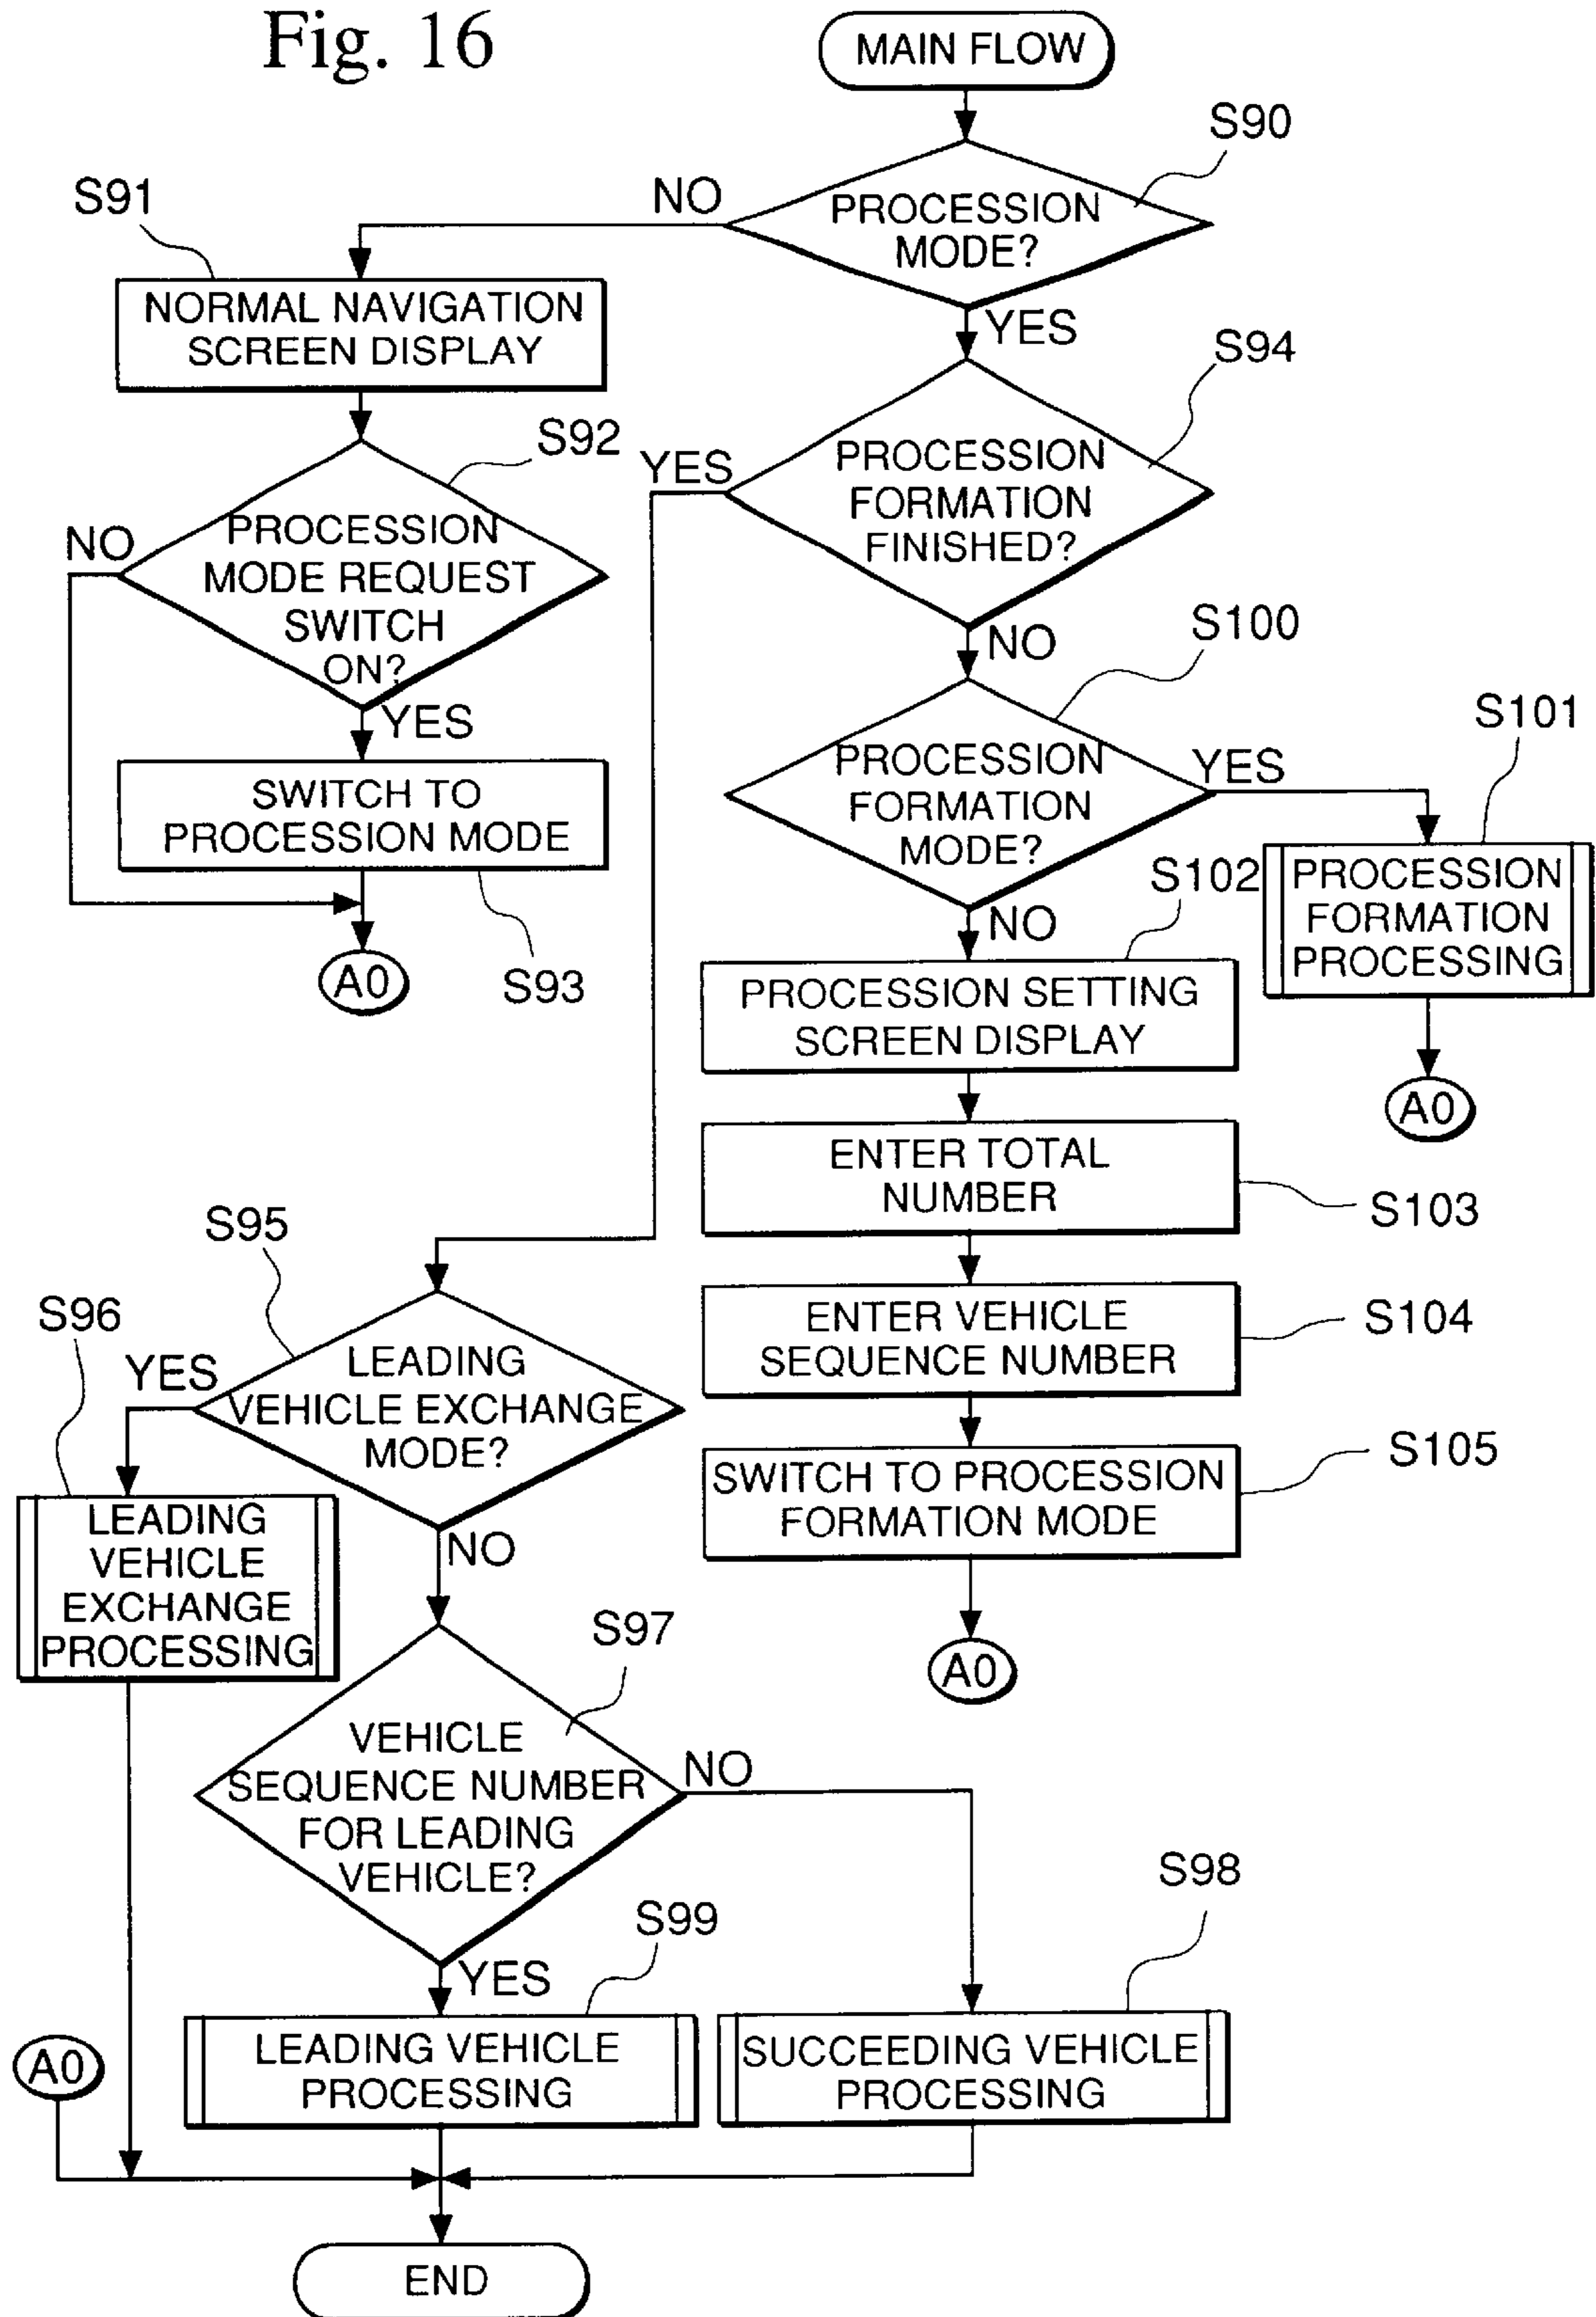 Fig. 16
MAIN FLOW
S90
PROCESSION
MODE?
NO
YES
S91
NORMAL NAVIGATION
SCREEN DISPLAY
S92
PROCESSION
MODE REQUEST
SWITCH
ON?
NO
YES
SWITCH TO
PROCESSION MODE
S93
A0
S94
PROCESSION
FORMATION
FINISHED?
YES
NO
S100
PROCESSION
FORMATION
MODE?
YES
NO
S101
PROCESSION
FORMATION
PROCESSING
A0
S102
PROCESSION SETTING
SCREEN DISPLAY
ENTER TOTAL
NUMBER
S103
ENTER VEHICLE
SEQUENCE NUMBER
S104
SWITCH TO PROCESSION
FORMATION MODE
S105
A0
S95
LEADING
VEHICLE EXCHANGE
MODE?
YES
NO
S96
LEADING
VEHICLE
EXCHANGE
PROCESSING
S97
VEHICLE
SEQUENCE NUMBER
FOR LEADING
VEHICLE?
NO
YES
S99
LEADING VEHICLE
PROCESSING
S98
SUCCEEDING VEHICLE
PROCESSING
A0
END